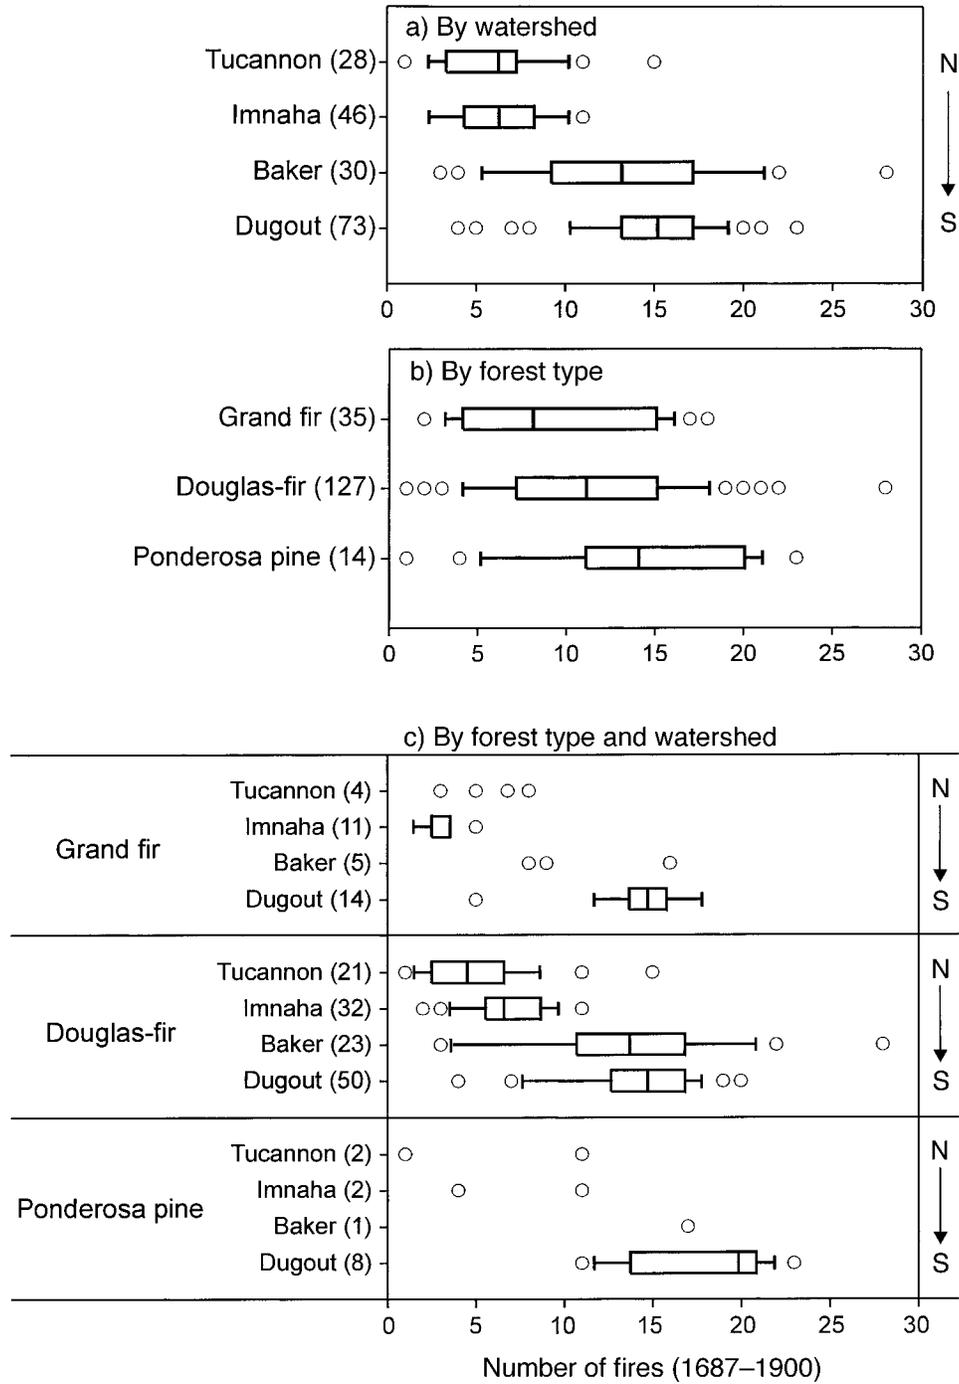 a) By watershed
Tucannon (28)
N
Imnaha (46)
Baker (30)
Dugout (73)
S
0 5 10 15 20 25 30
b) By forest type
Grand fir (35)
Douglas-fir (127)
Ponderosa pine (14)
0 5 10 15 20 25 30
c) By forest type and watershed
Tucannon (4)
N
Imnaha (11)
Grand fir
Baker (5)
Dugout (14)
S
Tucannon (21)
N
Imnaha (32)
Douglas-fir
Baker (23)
Dugout (50)
S
Tucannon (2)
N
Imnaha (2)
Ponderosa pine
Baker (1)
Dugout (8)
S
0 5 10 15 20 25 30
Number of fires (1687–1900)